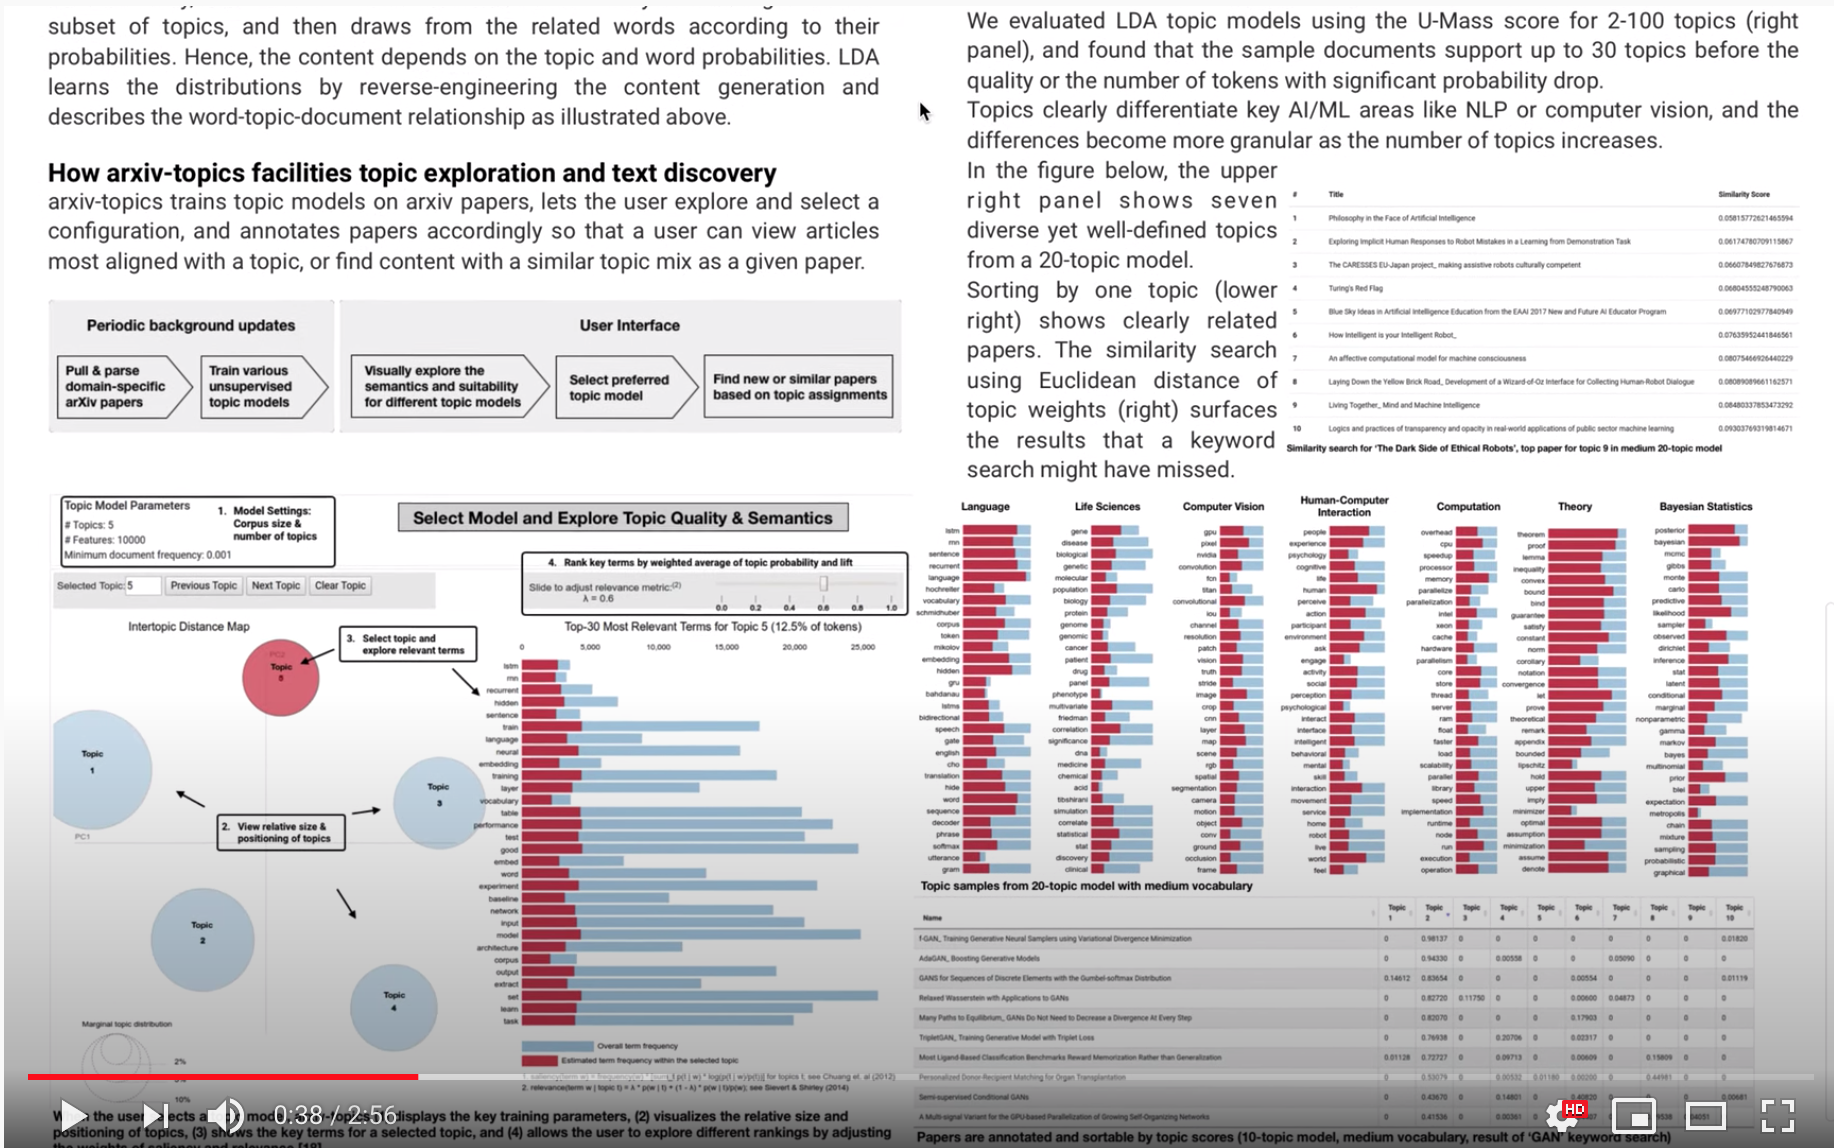 subset of topics, and then draws from the related words according to their
probabilities. Hence, the content depends on the topic and word probabilities. LDA
learns the distributions by reverse-engineering the content generation and
describes the word-topic-document relationship as illustrated above.
How arxiv-topics facilities topic exploration and text discovery
arxiv-topics trains topic models on arxiv papers, lets the user explore and select a
configuration, and annotates papers accordingly so that a user can view articles
most aligned with a topic, or find content with a similar topic mix as a given paper.
Periodic background updates
User Interface
Pull & parse
domain-specific
arXiv papers
Train various
unsupervised
topic models
Visually explore the
semantics and suitability
for different topic models
Select preferred
topic model
Find new or similar papers
based on topic assignments
Topic Model Parameters
# Topics: 5
# Features: 10000
Minimum document frequency: 0.001
1. Model Settings:
Corpus size &
number of topics
Select Model and Explore Topic Quality & Semantics
4. Rank key terms by weighted average of topic probability and lift
Selected Topic: 5 Previous Topic Next Topic Clear Topic
Slide to adjust relevance metric:(2)
λ = 0.6
0.0 0.2 0.4 0.6 0.8 1.0
Intertopic Distance Map
3. Select topic and
explore relevant terms
Top-30 Most Relevant Terms for Topic 5 (12.5% of tokens)
0 5,000 10,000 15,000 20,000 25,000
PC2
Topic
5
Topic
1
Topic
3
PC1
2. View relative size &
positioning of topics
Topic
2
Topic
4
Marginal topic distribution
2%
5%
10%
lstm
rnn
recurrent
hidden
sentence
train
language
neural
embedding
training
layer
vocabulary
table
performance
test
good
embed
word
experiment
baseline
network
input
model
architecture
corpus
output
extract
set
learn
task
Overall term frequency
Estimated term frequency within the selected topic
2. relevance(term w | topic t) = λ * p(w | t) + (1 - λ) * p(w | t)/p(w); see Sievert & Shirley (2014)
0:38 / 2:56
positioning of topics, (3) shows the key terms for a selected topic, and (4) allows the user to explore different rankings by adjusting
We evaluated LDA topic models using the U-Mass score for 2-100 topics (right
panel), and found that the sample documents support up to 30 topics before the
quality or the number of tokens with significant probability drop.
Topics clearly differentiate key AI/ML areas like NLP or computer vision, and the
differences become more granular as the number of topics increases.
In the figure below, the upper
right panel shows seven
diverse yet well-defined topics
from a 20-topic model.
Sorting by one topic (lower
right) shows clearly related
papers. The similarity search
using Euclidean distance of
topic weights (right) surfaces
the results that a keyword
search might have missed.
# Title Similarity Score
1 Philosophy in the Face of Artificial Intelligence 0.05815772621465594
2 Exploring Implicit Human Responses to Robot Mistakes in a Learning from Demonstration Task 0.06174780709115867
3 The CARESSES EU-Japan project_ making assistive robots culturally competent 0.06607849827676873
4 Turing's Red Flag 0.06804555248790063
5 Blue Sky Ideas in Artificial Intelligence Education from the EAAI 2017 New and Future AI Educator Program 0.06977102977840949
6 How Intelligent is your Intelligent Robot_ 0.07635952441846561
7 An affective computational model for machine consciousness 0.08075466926440229
8 Laying Down the Yellow Brick Road_ Development of a Wizard-of-Oz Interface for Collecting Human-Robot Dialogue 0.08089089661162571
9 Living Together_ Mind and Machine Intelligence 0.08480337853473292
10 Logics and practices of transparency and opacity in real-world applications of public sector machine learning 0.09303769319814671
Similarity search for 'The Dark Side of Ethical Robots', top paper for topic 9 in medium 20-topic model
Language
lstm
rnn
sentence
recurrent
language
hochreiter
vocabulary
schmidhuber
corpus
token
mikolov
embedding
hidden
gru
bahdanau
lstms
bidirectional
speech
gate
english
cho
translation
hide
word
sequence
decoder
phrase
softmax
utterance
gram
Life Sciences
gene
disease
biological
genetic
molecular
population
biology
protein
genome
genomic
cancer
patient
drug
panel
phenotype
multivariate
friedman
correlation
significance
dna
medicine
chemical
acid
tibshirani
simulation
correlate
statistical
stat
discovery
clinical
Computer Vision
gpu
pixel
nvidia
convolution
fcn
titan
convolutional
iou
channel
resolution
patch
vision
truth
stride
image
crop
cnn
layer
map
scene
rgb
spatial
segmentation
camera
motion
object
conv
ground
occlusion
frame
Human-Computer
Interaction
people
experience
psychology
cognitive
life
human
perceive
action
participant
environment
ask
engage
activity
social
perception
psychological
interact
interface
intelligent
behavioral
mental
skill
interaction
movement
service
home
robot
live
world
feel
Computation
overhead
cpu
speedup
processor
memory
parallelize
parallelization
intel
xeon
cache
hardware
parallelism
core
store
thread
server
ram
float
faster
load
scalability
parallel
library
speed
implementation
runtime
node
run
execution
operation
Theory
theorem
proof
lemma
inequality
convex
bound
bind
guarantee
satisfy
constant
norm
corollary
notation
convergence
let
prove
theoretical
remark
appendix
bounded
lipschitz
hold
upper
imply
minimizer
optimal
assumption
minimization
assume
denote
Bayesian Statistics
posterior
bayesian
mcmc
gibbs
monte
carlo
predictive
likelihood
sampler
observed
dirichlet
inference
stat
latent
conditional
marginal
nonparametric
gamma
markov
bayes
multinomial
prior
blei
expectation
metropolis
chain
mixture
sampling
probabilistic
graphical
Topic samples from 20-topic model with medium vocabulary
Name Topic 1 Topic 2 Topic 3 Topic 4 Topic 5 Topic 6 Topic 7 Topic 8 Topic 9 Topic 10
f-GAN_ Training Generative Neural Samplers using Variational Divergence Minimization 0 0.98137 0 0 0 0 0 0 0 0.01820
AdaGAN_ Boosting Generative Models 0 0.94330 0 0.00558 0 0 0.05090 0 0 0
GANS for Sequences of Discrete Elements with the Gumbel-softmax Distribution 0.14612 0.83654 0 0 0 0.00554 0 0 0 0.01119
Relaxed Wasserstein with Applications to GANs 0 0.82720 0.11750 0 0 0.00600 0.04873 0 0 0
Many Paths to Equilibrium_ GANs Do Not Need to Decrease a Divergence At Every Step 0 0.82070 0 0 0 0.17903 0 0 0 0
TripletGAN_ Training Generative Model with Triplet Loss 0 0.76938 0 0.20706 0 0.02317 0 0 0 0
Most Ligand-Based Classification Benchmarks Reward Memorization Rather than Generalization 0.01128 0.72727 0 0.09713 0 0.00609 0 0.15809 0 0
Personalized Donor-Recipient Matching for Organ Transplantation 0 0.53079 0 0.00532 0.01180 0.00200 0 0.44981 0 0
Semi-supervised Conditional GANs 0 0.43670 0 0.14801 0 0.40820 0 0 0 0.00681
A Multi-signal Variant for the GPU-based Parallelization of Growing Self-Organizing Networks 0 0.41536 0 0.00361 0
HD
Papers are annotated and sortable by topic scores (10-topic model, medium vocabulary, result of 'GAN' keyword search)